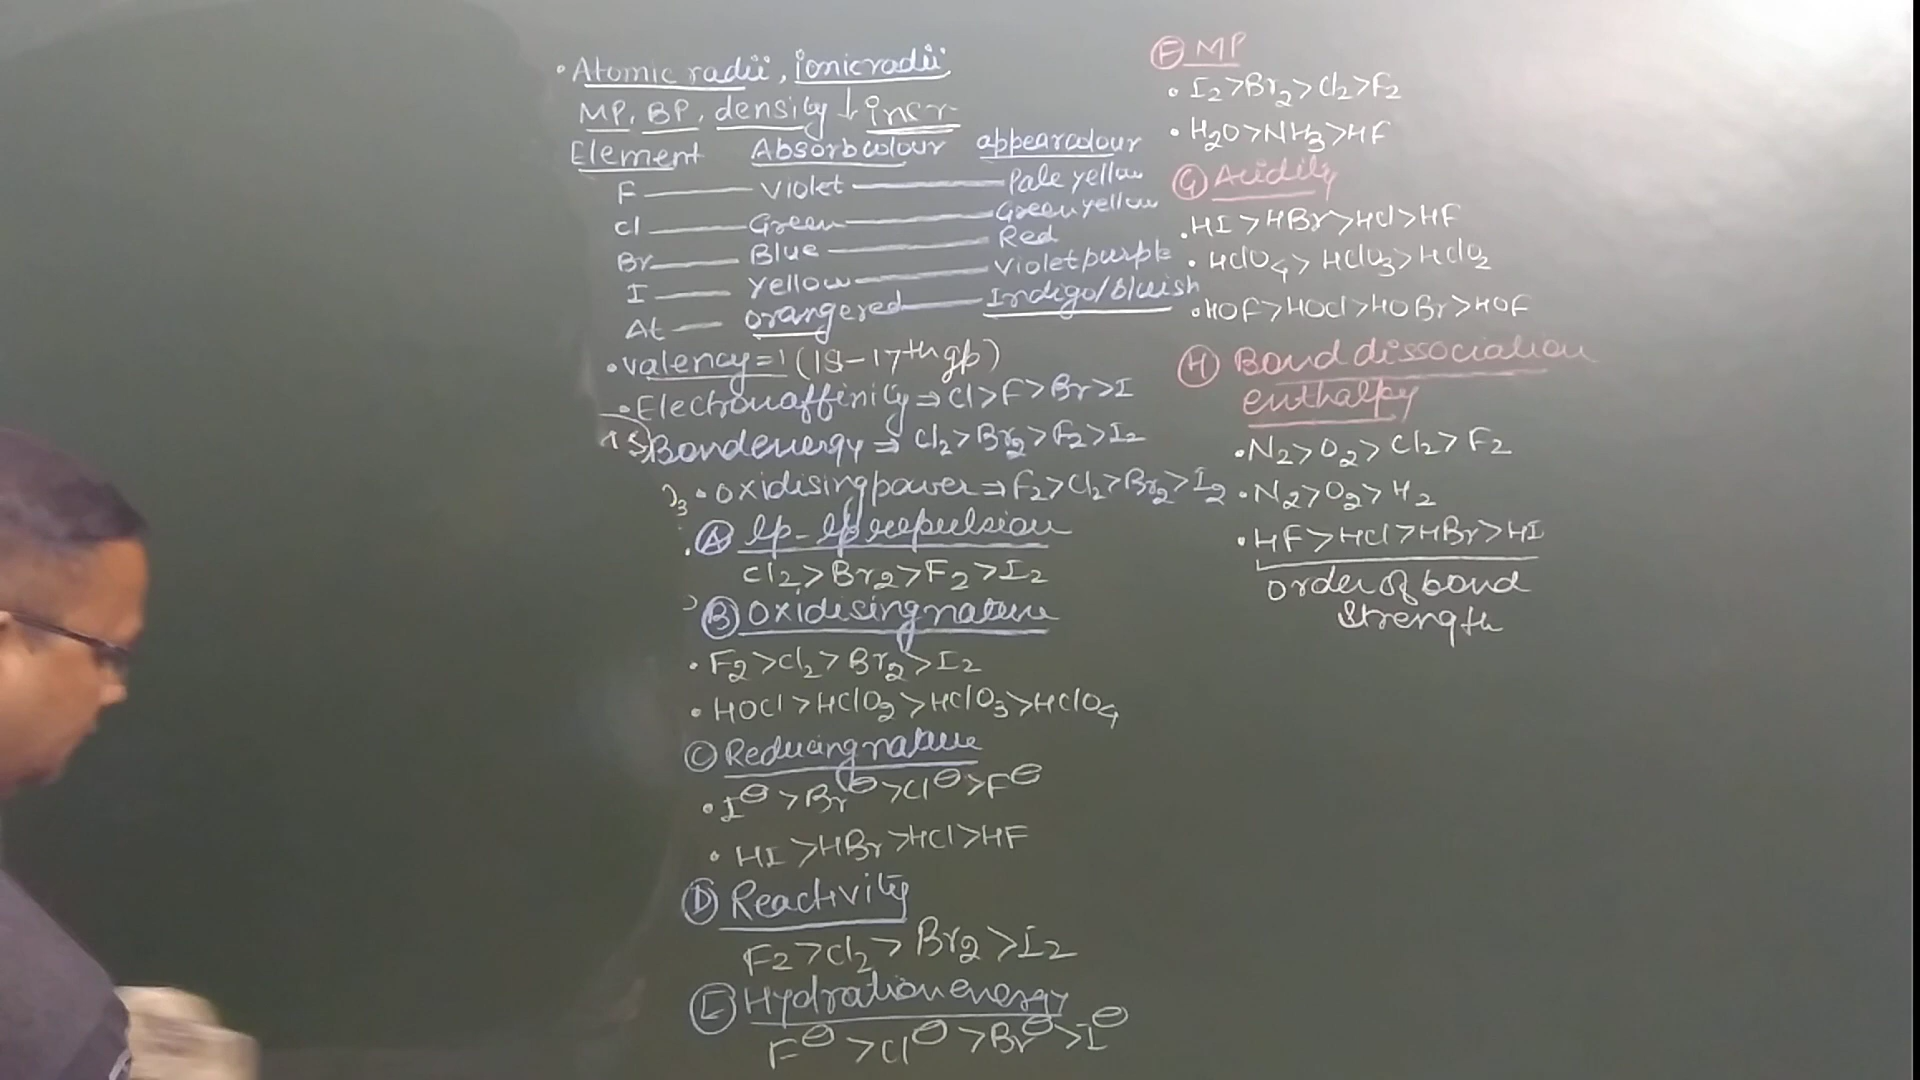 • Atomic radii, ionic radii
MP, BP, density ↓ incr
Element Absorb colour appear colour
F — Violet — Pale yellow
Cl — Green — Green yellow
Br — Blue — Red
I — yellow — Violet purple
At — orange red — Indigo/bluish
• valency = 1 (18-17th gp)
• Electron affinity ⇒ Cl > F > Br > I
Bond energy ⇒ Cl2 > Br2 > F2 > I2
• oxidising power ⇒ F2 > Cl2 > Br2 > I2
Ⓐ lp-lp repulsion
Cl2 > Br2 > F2 > I2
Ⓑ Oxidising nature
• F2 > Cl2 > Br2 > I2
• HOCl > HClO2 > HClO3 > HClO4
Ⓒ Reducing nature
• I⊖ > Br⊖ > Cl⊖ > F⊖
• HI > HBr > HCl > HF
Ⓓ Reactivity
F2 > Cl2 > Br2 > I2
Ⓔ Hydration energy
F⊖ > Cl⊖ > Br⊖ > I⊖
Ⓕ MP
• I2 > Br2 > Cl2 > F2
• H2O > NH3 > HF
Ⓖ Acidity
• HI > HBr > HCl > HF
• HClO4 > HClO3 > HClO2
• HOF > HOCl > HOBr > HOF
Ⓗ Bond dissociation
enthalpy
• N2 > O2 > Cl2 > F2
• N2 > O2 > H2
• HF > HCl > HBr > HI
order of bond
strength